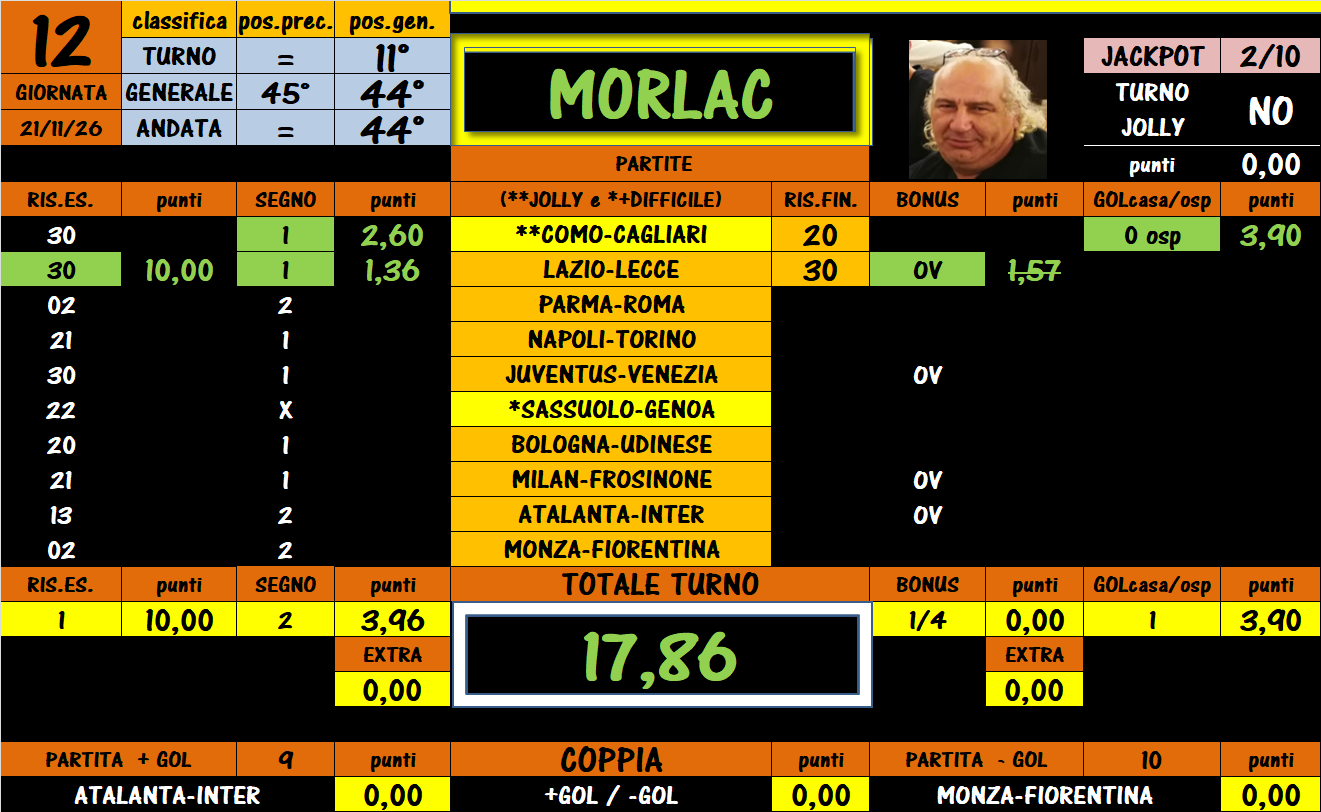 12 classifica pos.prec. pos.gen.
TURNO = 11°
GIORNATA GENERALE 45° 44°
21/11/26 ANDATA = 44°
MORLAC
JACKPOT 2/10
TURNO JOLLY NO
punti 0,00
PARTITE
RIS.ES. punti SEGNO punti (**JOLLY e *+DIFFICILE) RIS.FIN. BONUS punti GOLcasa/osp punti
30 1 2,60 **COMO-CAGLIARI 20 0 osp 3,90
30 10,00 1 1,36 LAZIO-LECCE 30 OV 1,57
02 2 PARMA-ROMA
21 1 NAPOLI-TORINO
30 1 JUVENTUS-VENEZIA OV
22 X *SASSUOLO-GENOA
20 1 BOLOGNA-UDINESE
21 1 MILAN-FROSINONE OV
13 2 ATALANTA-INTER OV
02 2 MONZA-FIORENTINA
RIS.ES. punti SEGNO punti TOTALE TURNO BONUS punti GOLcasa/osp punti
1 10,00 2 3,96 17,86 1/4 0,00 1 3,90
EXTRA EXTRA
0,00 0,00
PARTITA + GOL 9 punti COPPIA punti PARTITA - GOL 10 punti
ATALANTA-INTER 0,00 +GOL / -GOL 0,00 MONZA-FIORENTINA 0,00